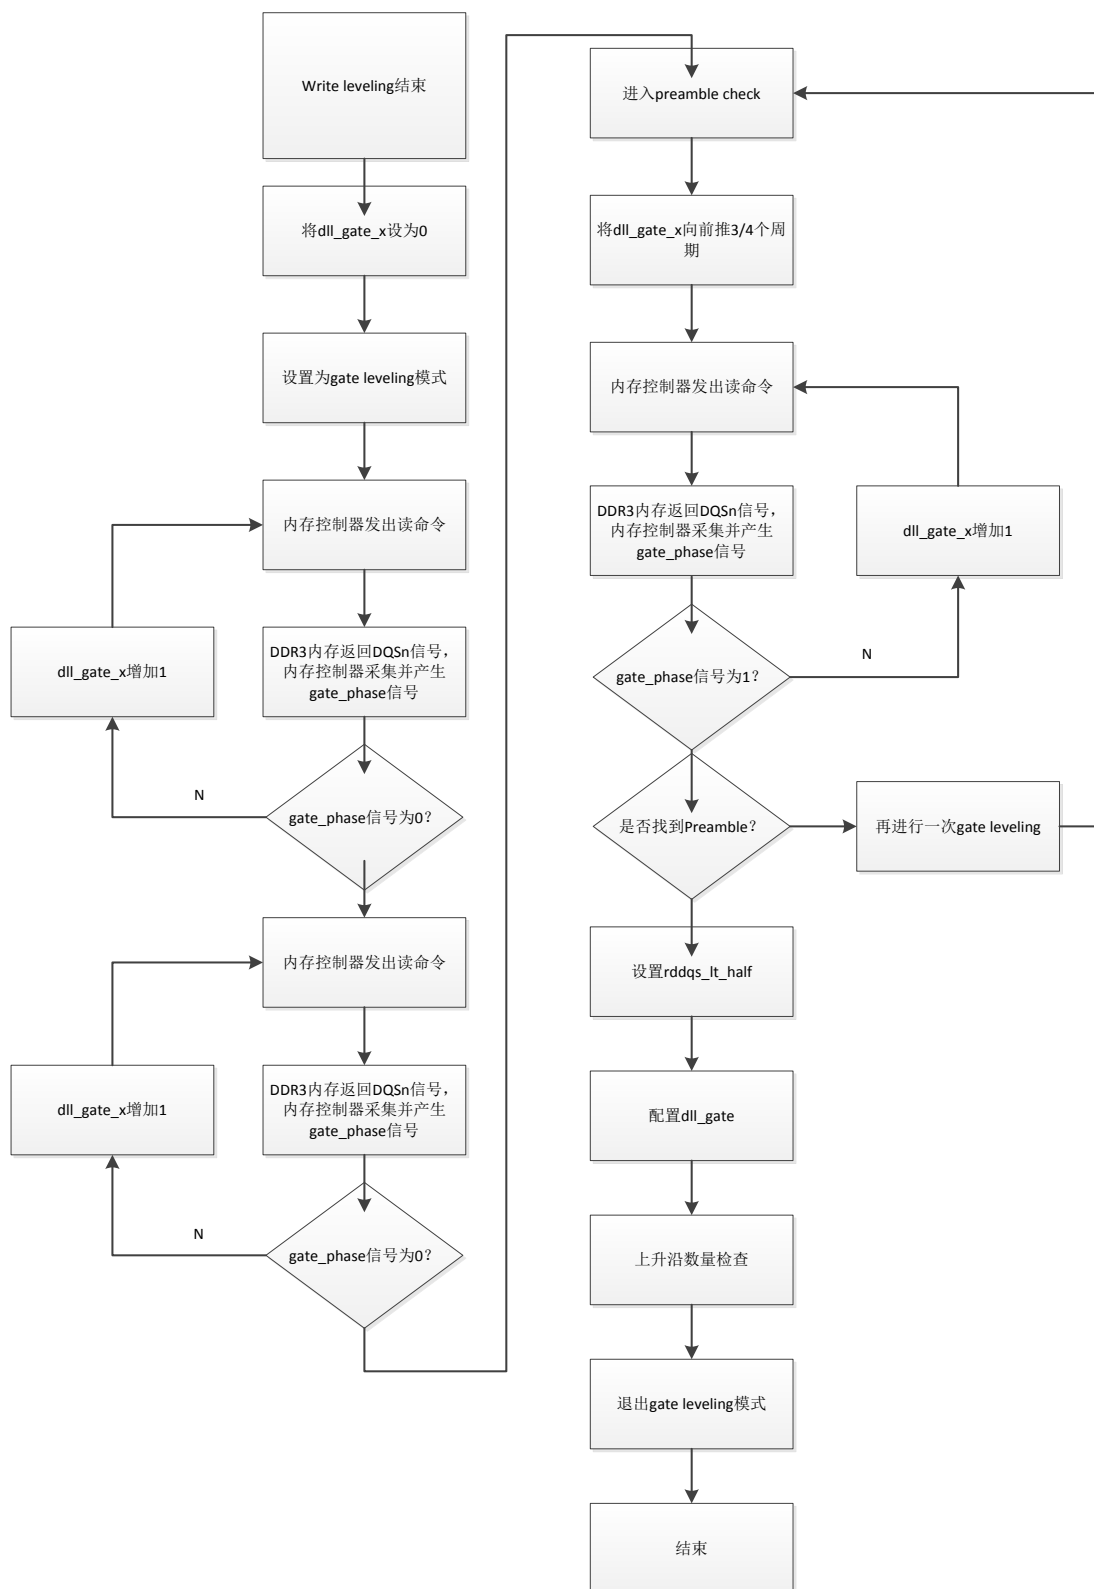 Write leveling结束
将dll_gate_x设为0
设置为gate leveling模式
内存控制器发出读命令
DDR3内存返回DQSn信号，
内存控制器采集并产生
gate_phase信号
dll_gate_x增加1
N
gate_phase信号为0？
内存控制器发出读命令
DDR3内存返回DQSn信号，
内存控制器采集并产生
gate_phase信号
dll_gate_x增加1
N
gate_phase信号为0？
进入preamble check
将dll_gate_x向前推3/4个周
期
内存控制器发出读命令
DDR3内存返回DQSn信号，
内存控制器采集并产生
gate_phase信号
dll_gate_x增加1
N
gate_phase信号为1？
是否找到Preamble？
再进行一次gate leveling
设置rddqs_lt_half
配置dll_gate
上升沿数量检查
退出gate leveling模式
结束